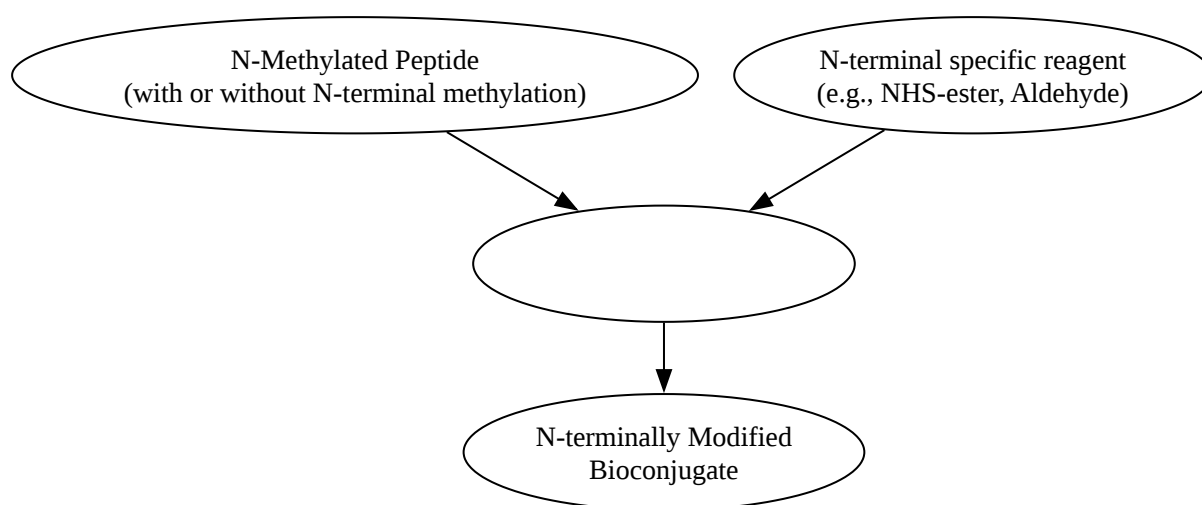 N-Methylated Peptide
(with or without N-terminal methylation)
N-terminal specific reagent
(e.g., NHS-ester, Aldehyde)
N-terminally Modified
Bioconjugate